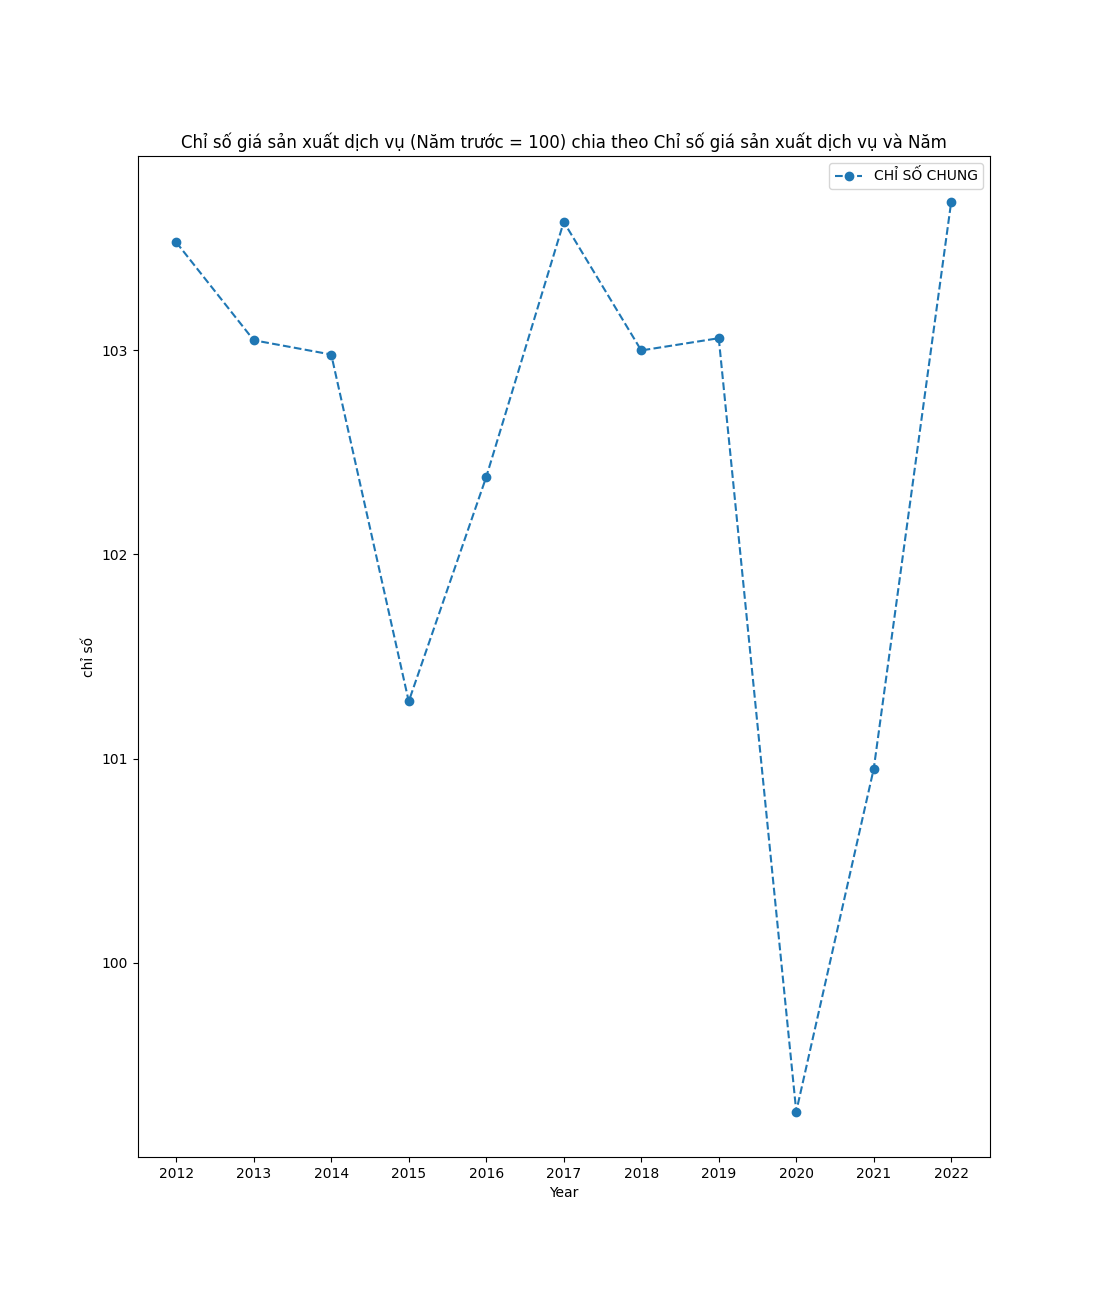 Chỉ số giá sản xuất dịch vụ (Năm trước = 100) chia theo Chỉ số giá sản xuất dịch vụ và Năm
CHỈ SỐ CHUNG
103
102
101
100
chỉ số
2012 2013 2014 2015 2016 2017 2018 2019 2020 2021 2022
Year